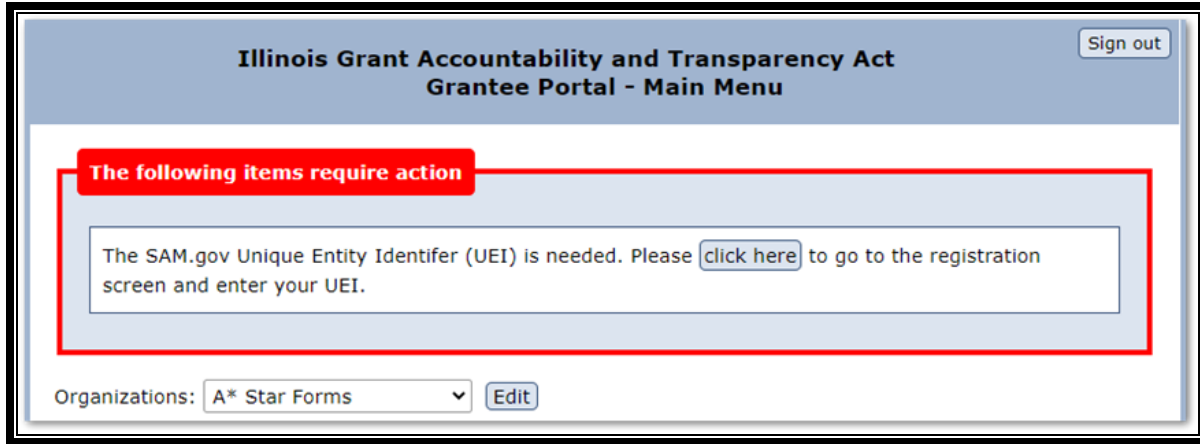 Sign out
Illinois Grant Accountability and Transparency Act
Grantee Portal - Main Menu
The following items require action
The SAM.gov Unique Entity Identifer (UEI) is needed. Please click here to go to the registration
screen and enter your UEI.
Organizations: A* Star Forms Edit